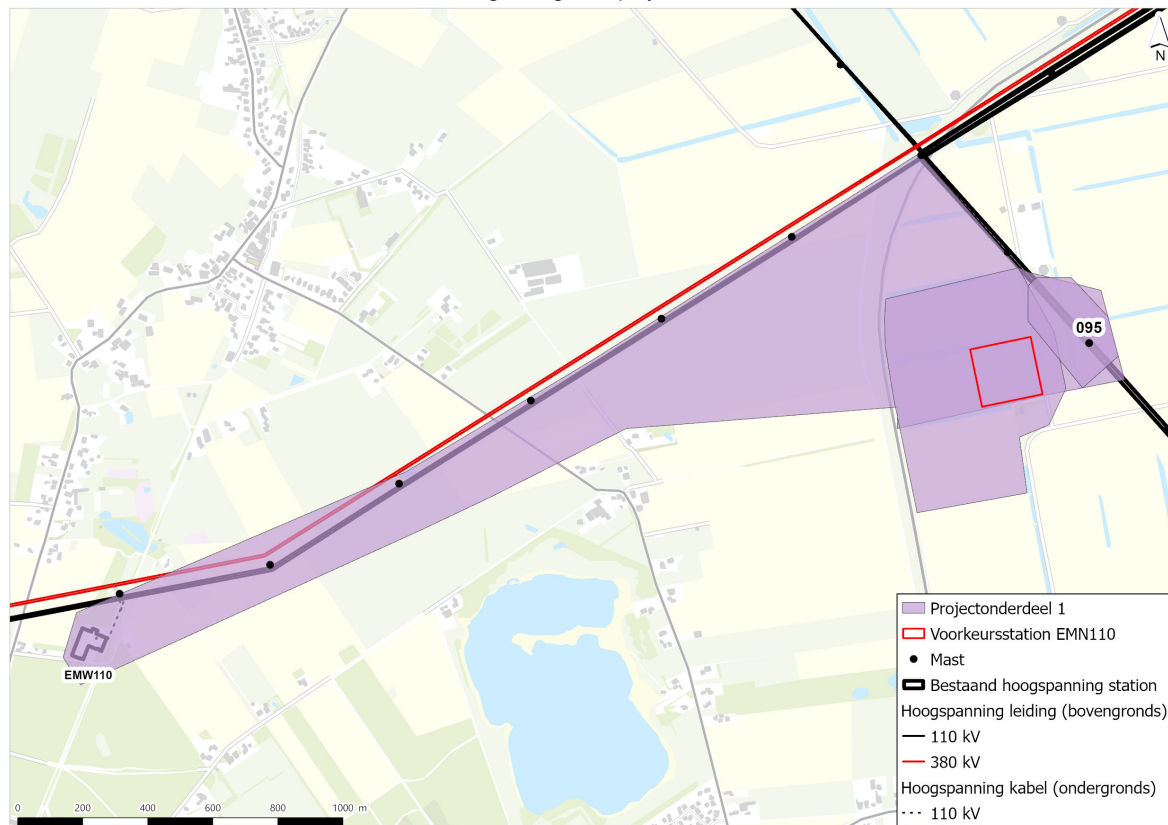 N
095
EMW110
Projectonderdeel 1
Voorkeursstation EMN110
Mast
Bestaand hoogspanning station
Hoogspanning leiding (bovengronds)
110 kV
380 kV
Hoogspanning kabel (ondergronds)
110 kV
0 200 400 600 800 1000 m